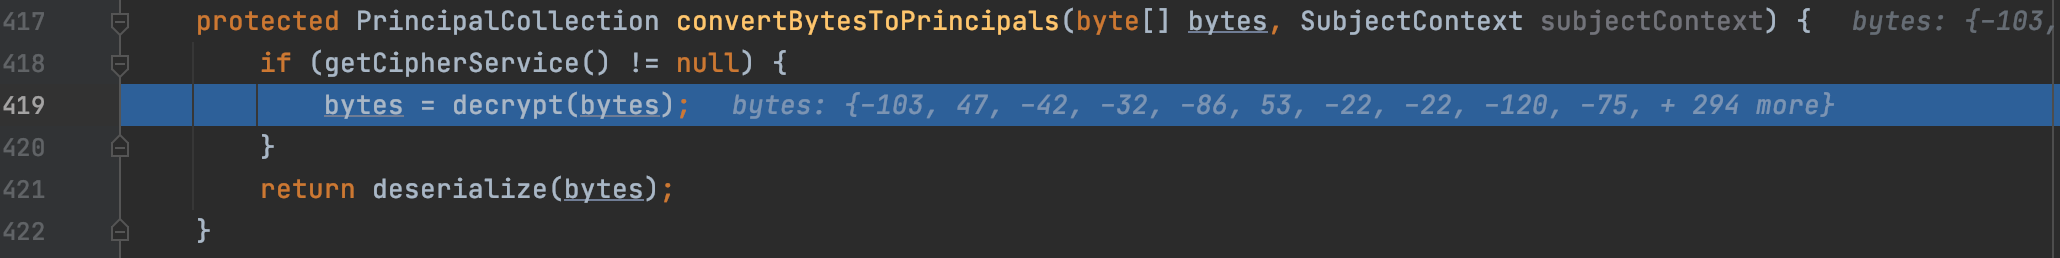 417 protected PrincipalCollection convertBytesToPrincipals(byte[] bytes, SubjectContext subjectContext) { bytes: {-103,
418 if (getCipherService() != null) {
419 bytes = decrypt(bytes); bytes: {-103, 47, -42, -32, -86, 53, -22, -22, -120, -75, + 294 more}
420 }
421 return deserialize(bytes);
422 }